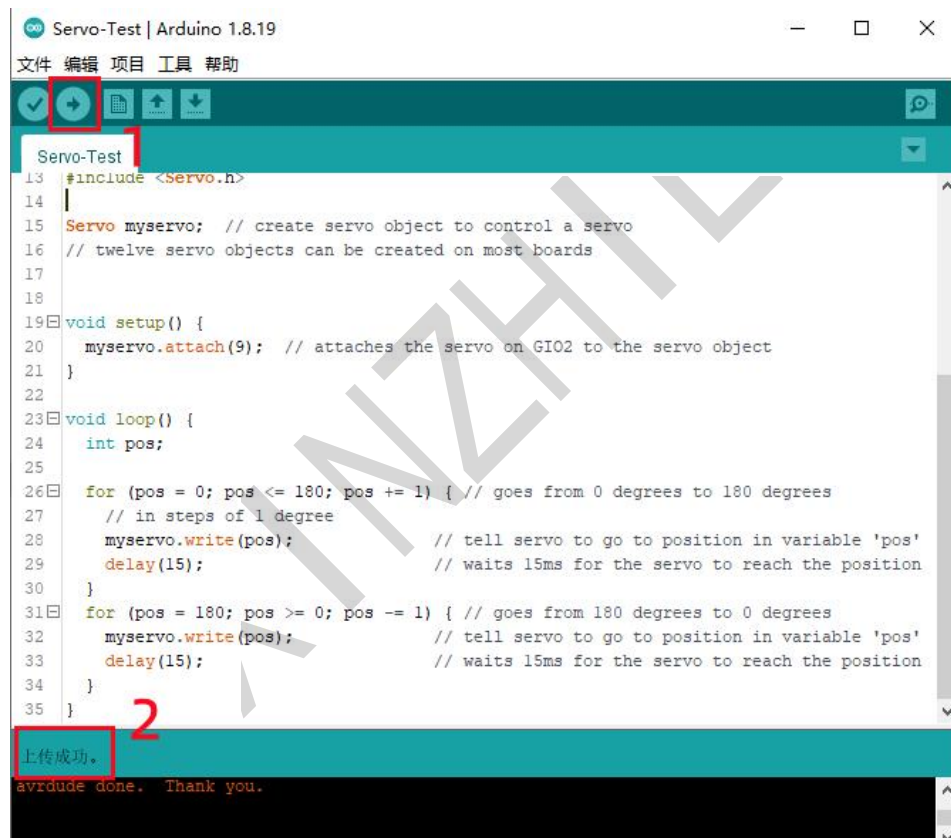 Servo-Test | Arduino 1.8.19
文件 编辑 项目 工具 帮助
1
Servo-Test
13 #include <Servo.h>
14
15 Servo myservo;  // create servo object to control a servo
16 // twelve servo objects can be created on most boards
17
18
19 void setup() {
20   myservo.attach(9);  // attaches the servo on GIO2 to the servo object
21 }
22
23 void loop() {
24   int pos;
25
26   for (pos = 0; pos <= 180; pos += 1) { // goes from 0 degrees to 180 degrees
27     // in steps of 1 degree
28     myservo.write(pos);              // tell servo to go to position in variable 'pos'
29     delay(15);                       // waits 15ms for the servo to reach the position
30   }
31   for (pos = 180; pos >= 0; pos -= 1) { // goes from 180 degrees to 0 degrees
32     myservo.write(pos);              // tell servo to go to position in variable 'pos'
33     delay(15);                       // waits 15ms for the servo to reach the position
34   }
35 }
2
上传成功。
avrdude done.  Thank you.